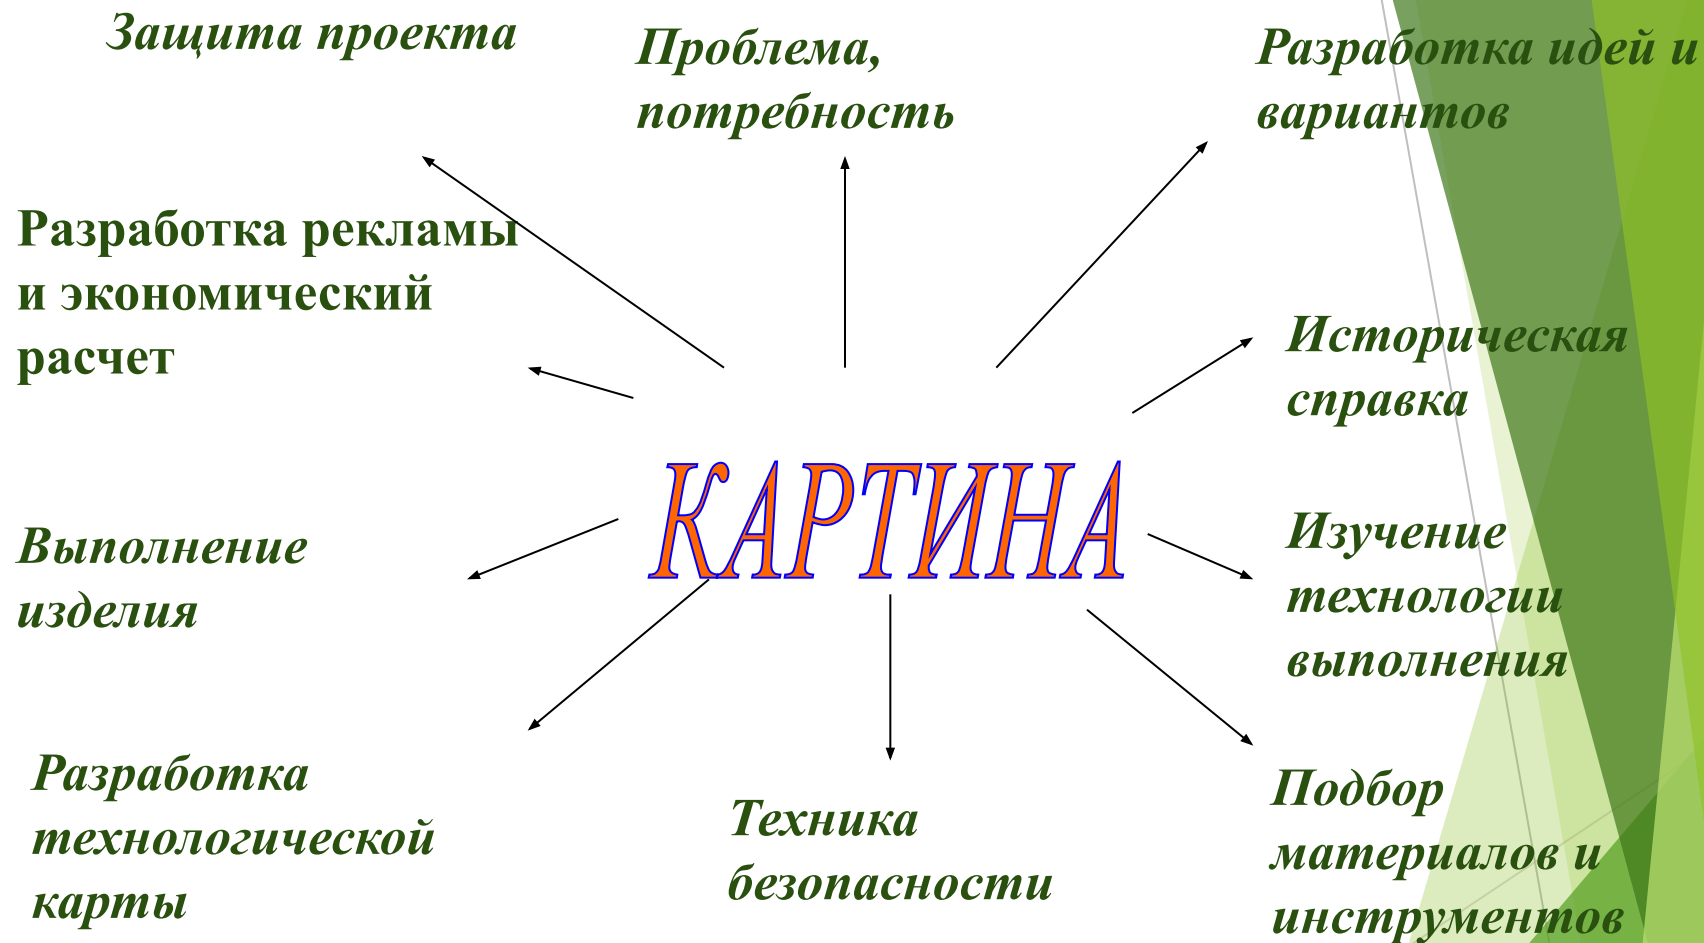 Защита проекта
Проблема,
потребность
Разработка идей и
вариантов
Разработка рекламы
и экономический
расчет
Историческая
справка
КАРТИНА
Выполнение
изделия
Изучение
технологии
выполнения
Разработка
технологической
карты
Техника
безопасности
Подбор
материалов и
инструментов